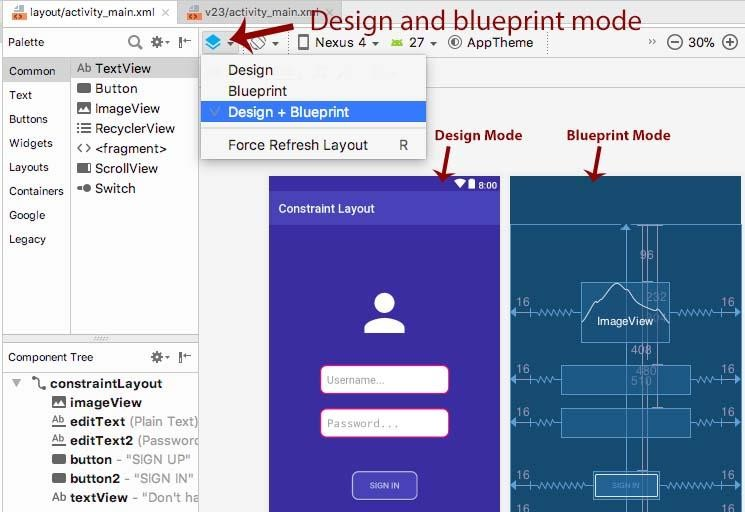 layout/activity_main.xml
v23/activity_main.xml
Design and blueprint mode
Palette
Nexus 4
27
AppTheme
30%
Common
Text
Buttons
Widgets
Layouts
Containers
Google
Legacy
Ab TextView
Button
ImageView
RecyclerView
<fragment>
ScrollView
Switch
Design
Blueprint
Design + Blueprint
Force Refresh Layout R
Design Mode
Blueprint Mode
8:00
Constraint Layout
Username...
Password...
SIGN IN
96
232
16
16
ImageView
408
480
510
16
16
16
16
SIGN IN
Component Tree
constraintLayout
imageView
Ab editText (Plain Text)
Ab editText2 (Password
button - "SIGN UP"
button2 - "SIGN IN"
Ab textView - "Don't ha